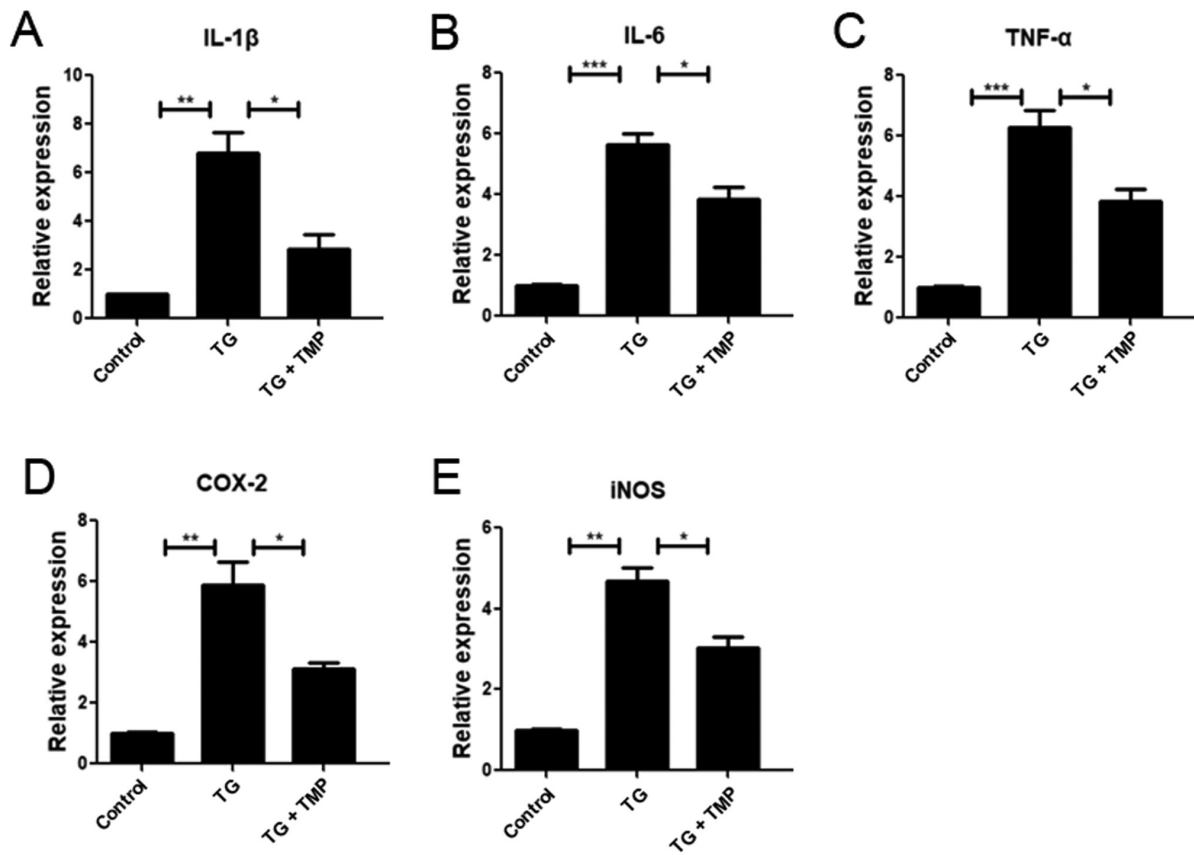 A
IL-1β
Relative expression
10
8
6
4
2
0
**
*
Control
TG
TG + TMP
B
IL-6
Relative expression
8
6
4
2
0
***
*
Control
TG
TG + TMP
C
TNF-α
Relative expression
8
6
4
2
0
***
*
Control
TG
TG + TMP
D
COX-2
Relative expression
8
6
4
2
0
**
*
Control
TG
TG + TMP
E
iNOS
Relative expression
6
4
2
0
**
*
Control
TG
TG + TMP